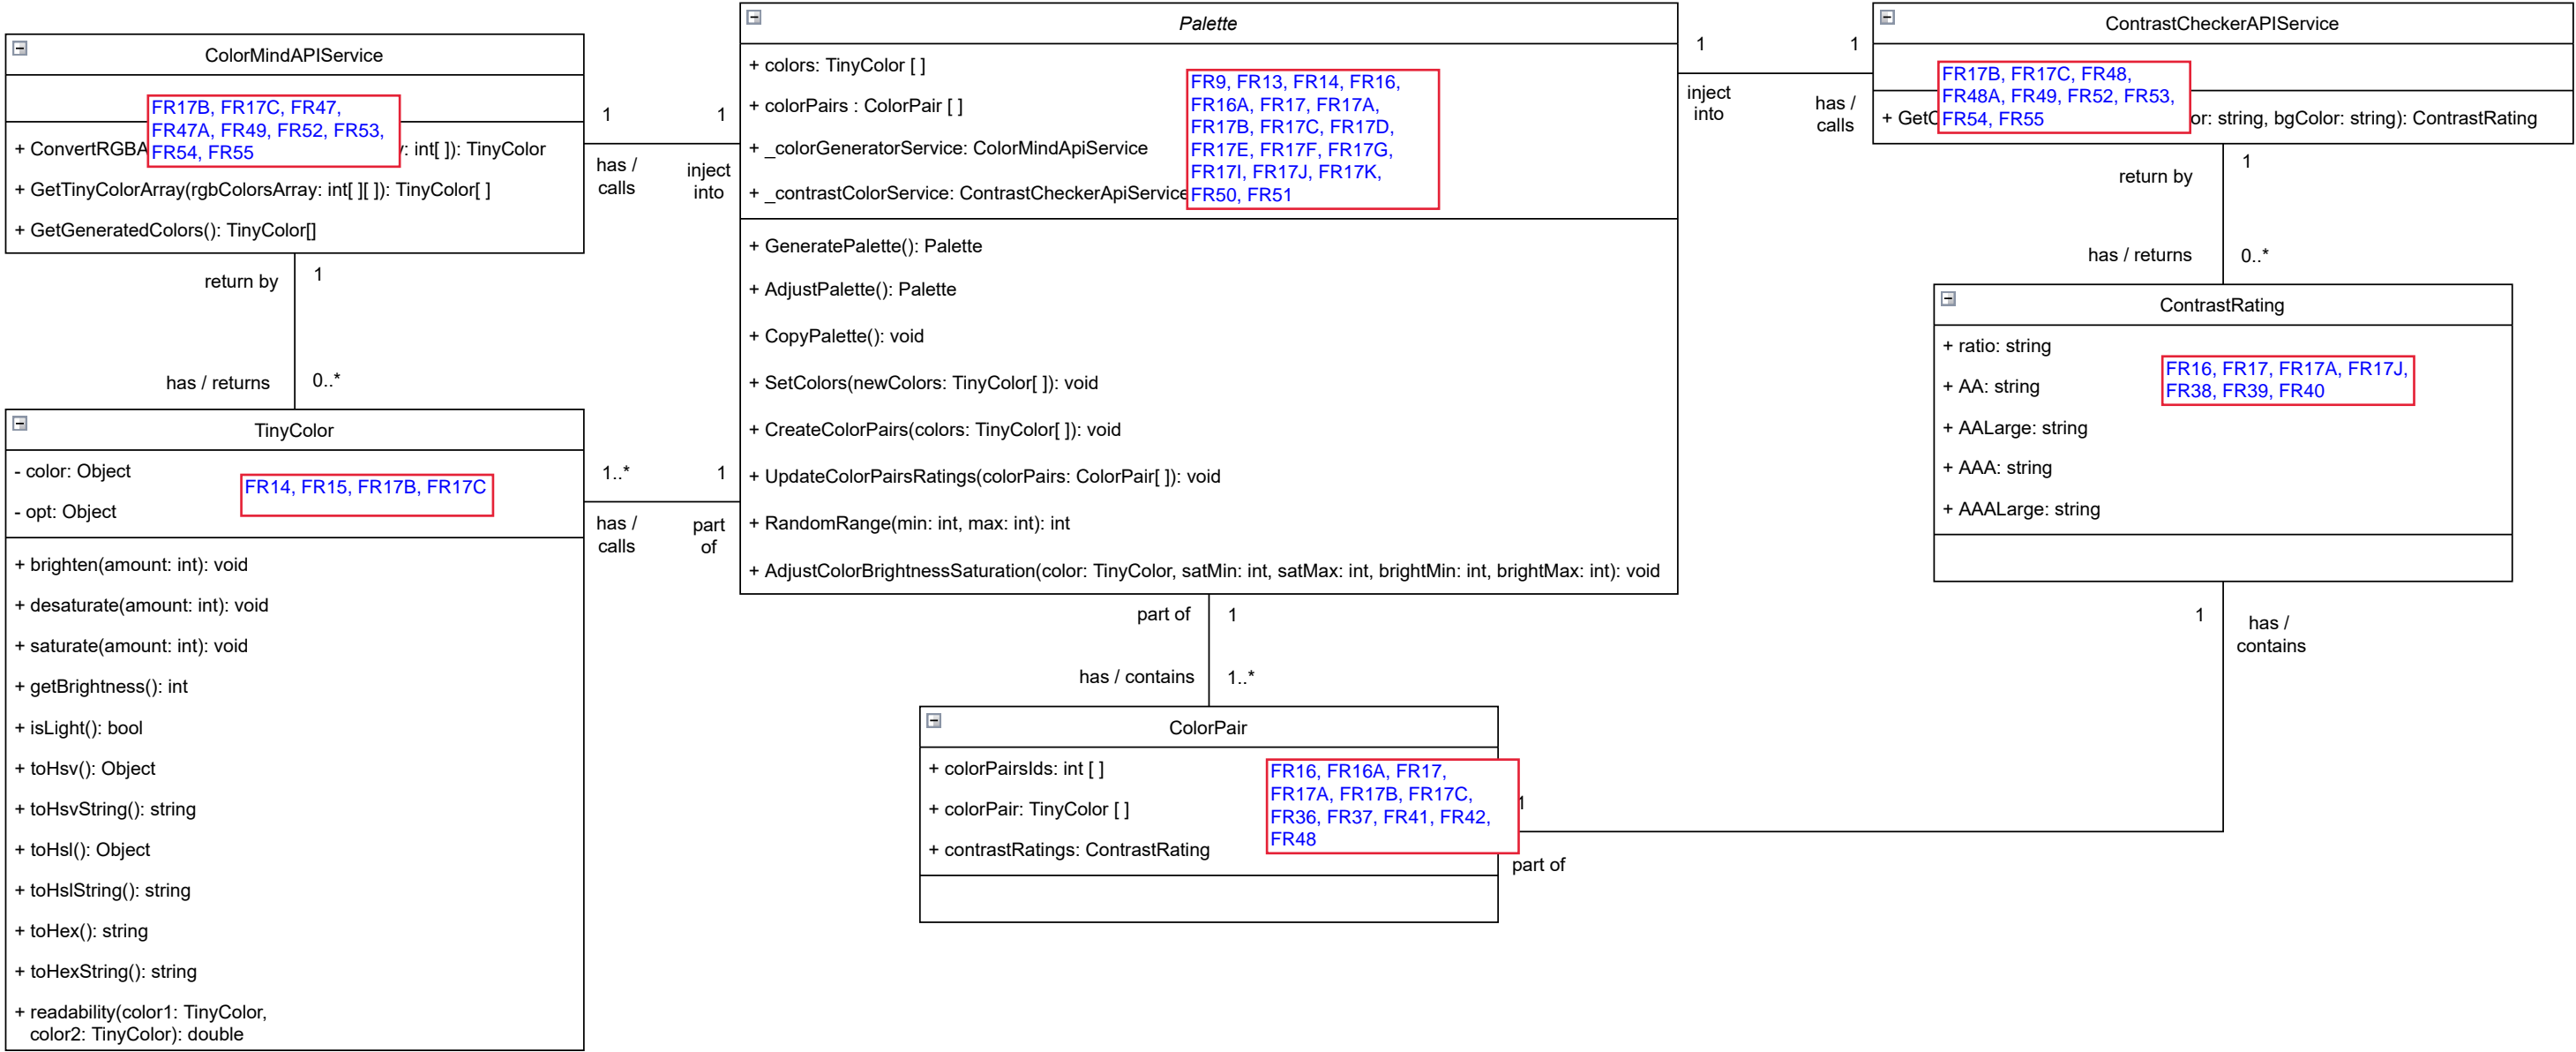 ColorMindAPIService
FR17B, FR17C, FR47,
FR47A, FR49, FR52, FR53,
FR54, FR55
+ ConvertRGBA
: int[ ]): TinyColor
+ GetTinyColorArray(rgbColorsArray: int[ ][ ]): TinyColor[ ]
+ GetGeneratedColors(): TinyColor[]
1
1
has /
calls
inject
into
return by
1
has / returns
0..*
TinyColor
- color: Object
- opt: Object
FR14, FR15, FR17B, FR17C
+ brighten(amount: int): void
+ desaturate(amount: int): void
+ saturate(amount: int): void
+ getBrightness(): int
+ isLight(): bool
+ toHsv(): Object
+ toHsvString(): string
+ toHsl(): Object
+ toHslString(): string
+ toHex(): string
+ toHexString(): string
+ readability(color1: TinyColor,
color2: TinyColor): double
1..*
1
has /
calls
part
of
Palette
+ colors: TinyColor [ ]
+ colorPairs : ColorPair [ ]
+ _colorGeneratorService: ColorMindApiService
+ _contrastColorService: ContrastCheckerApiService
FR9, FR13, FR14, FR16,
FR16A, FR17, FR17A,
FR17B, FR17C, FR17D,
FR17E, FR17F, FR17G,
FR17I, FR17J, FR17K,
FR50, FR51
+ GeneratePalette(): Palette
+ AdjustPalette(): Palette
+ CopyPalette(): void
+ SetColors(newColors: TinyColor[ ]): void
+ CreateColorPairs(colors: TinyColor[ ]): void
+ UpdateColorPairsRatings(colorPairs: ColorPair[ ]): void
+ RandomRange(min: int, max: int): int
+ AdjustColorBrightnessSaturation(color: TinyColor, satMin: int, satMax: int, brightMin: int, brightMax: int): void
part of
1
has / contains
1..*
ColorPair
+ colorPairsIds: int [ ]
+ colorPair: TinyColor [ ]
+ contrastRatings: ContrastRating
FR16, FR16A, FR17,
FR17A, FR17B, FR17C,
FR36, FR37, FR41, FR42,
FR48
1
part of
1
1
inject
into
has /
calls
ContrastCheckerAPIService
FR17B, FR17C, FR48,
FR48A, FR49, FR52, FR53,
FR54, FR55
+ Get
or: string, bgColor: string): ContrastRating
return by
1
has / returns
0..*
ContrastRating
+ ratio: string
+ AA: string
+ AALarge: string
+ AAA: string
+ AAALarge: string
FR16, FR17, FR17A, FR17J,
FR38, FR39, FR40
1
has /
contains